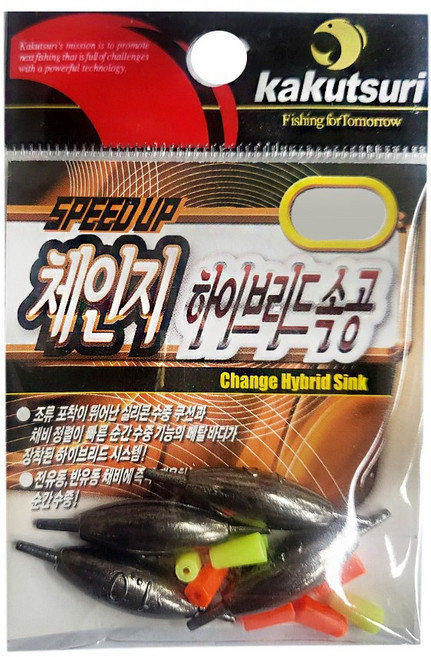 Kakutsuri's mission is to promote
next fishing that is full of challenges
with a powerful technology.
kakutsuri
Fishing for Tomorrow
SPEED UP
체인지 하이브리드 속공
Change Hybrid Sink
조류 포착이 뛰어난 실리콘 수중 쿠션과
채비 정렬이 빠른 순간 수중 기능의 메탈바디가
장착된 하이브리드 시스템!
전유동, 반유동 채비에
순간수중!